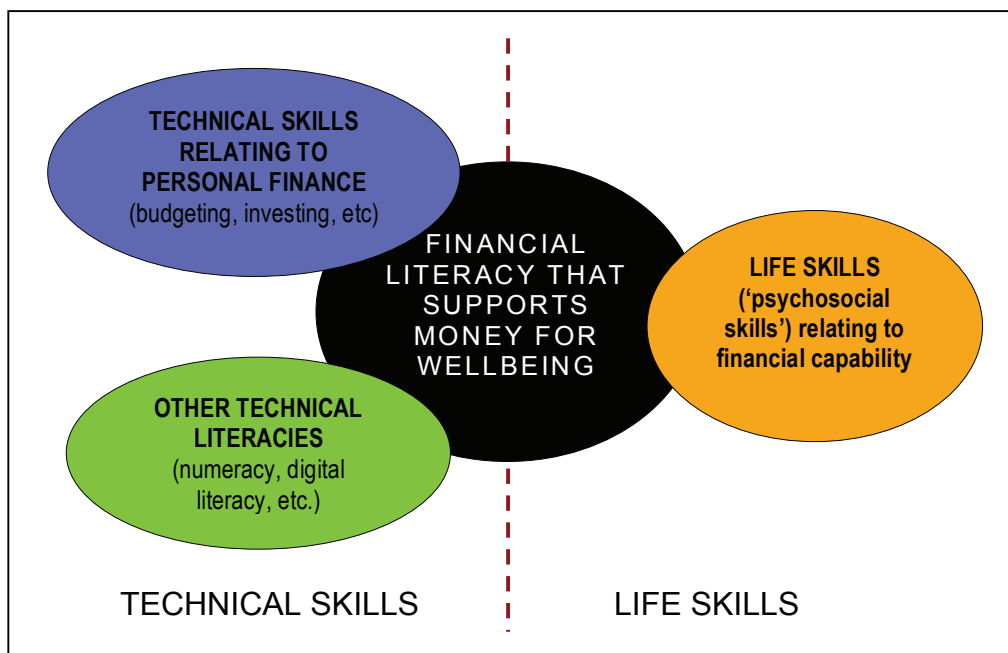 TECHNICAL SKILLS
RELATING TO
PERSONAL FINANCE
(budgeting, investing, etc)
FINANCIAL
LITERACY THAT
SUPPORTS
MONEY FOR
WELLBEING
LIFE SKILLS
(‘psychosocial
skills’) relating to
financial capability
OTHER TECHNICAL
LITERACIES
(numeracy, digital
literacy, etc.)
TECHNICAL SKILLS
LIFE SKILLS